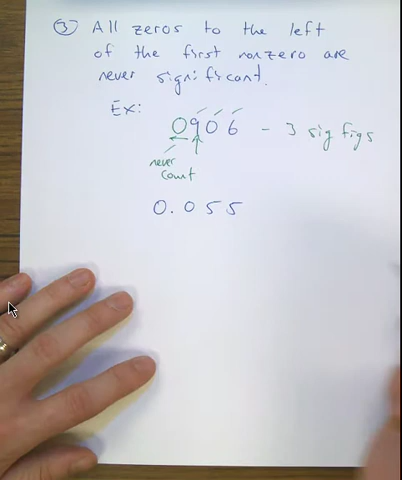 ③ All zeros to the left
of the first nonzero are
never significant.
Ex:
0906 - 3 sig figs
never
count
0.055